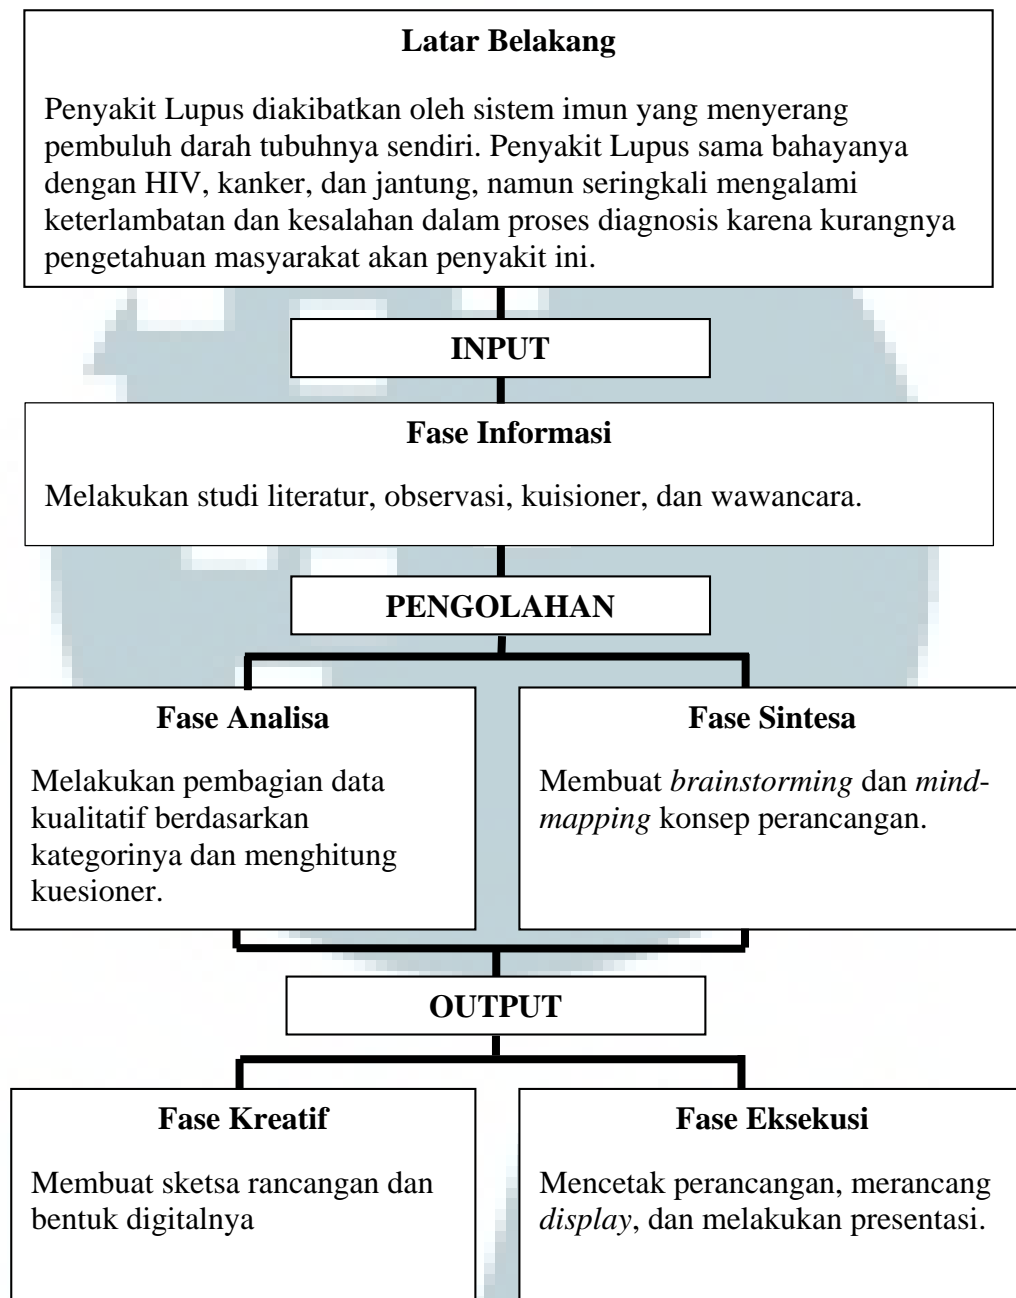 Latar Belakang
Penyakit Lupus diakibatkan oleh sistem imun yang menyerang
pembuluh darah tubuhnya sendiri. Penyakit Lupus sama bahayanya
dengan HIV, kanker, dan jantung, namun seringkali mengalami
keterlambatan dan kesalahan dalam proses diagnosis karena kurangnya
pengetahuan masyarakat akan penyakit ini.
INPUT
Fase Informasi
Melakukan studi literatur, observasi, kuisioner, dan wawancara.
PENGOLAHAN
Fase Analisa
Melakukan pembagian data
kualitatif berdasarkan
kategorinya dan menghitung
kuesioner.
Fase Sintesa
Membuat brainstorming dan mind-
mapping konsep perancangan.
OUTPUT
Fase Kreatif
Membuat sketsa rancangan dan
bentuk digitalnya
Fase Eksekusi
Mencetak perancangan, merancang
display, dan melakukan presentasi.